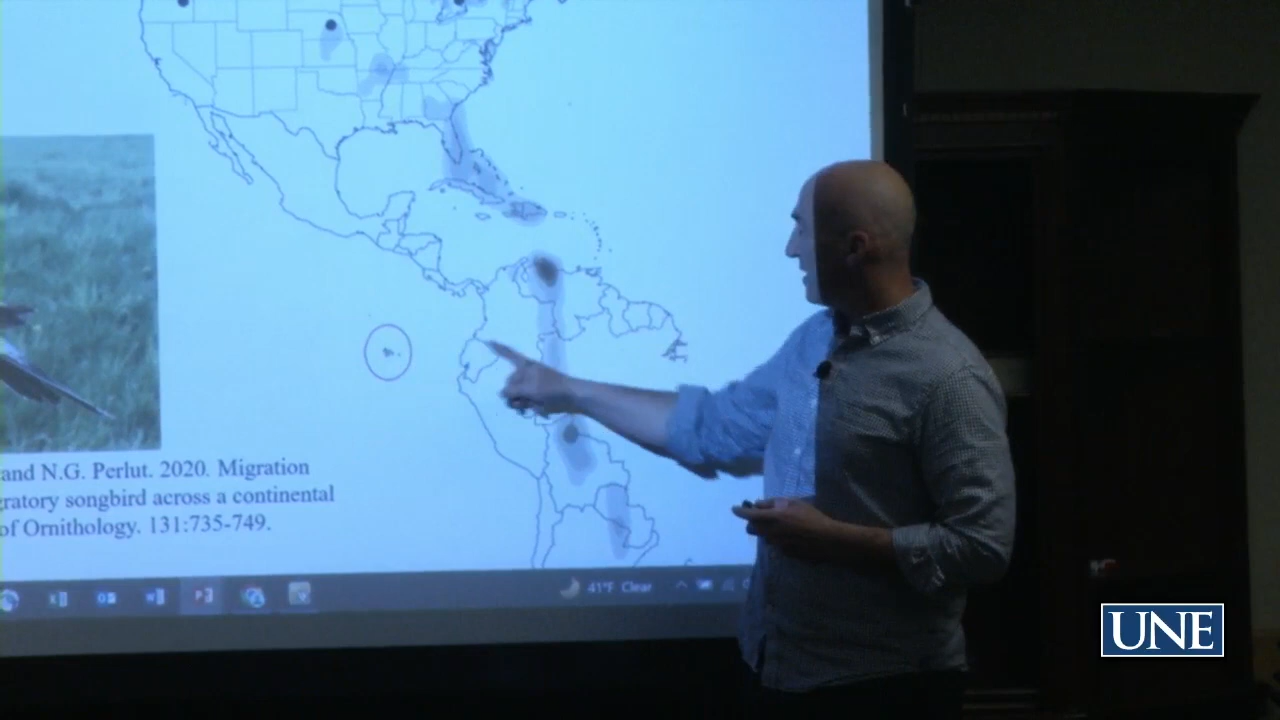 and N.G. Perlut. 2020. Migration
gratory songbird across a continental
of Ornithology. 131:735-749.
41°F Clear
UNE